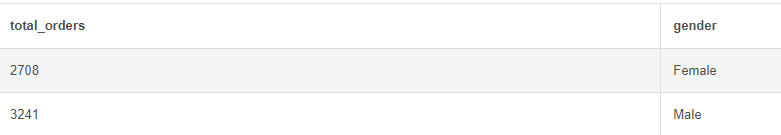 total_orders gender
2708 Female
3241 Male